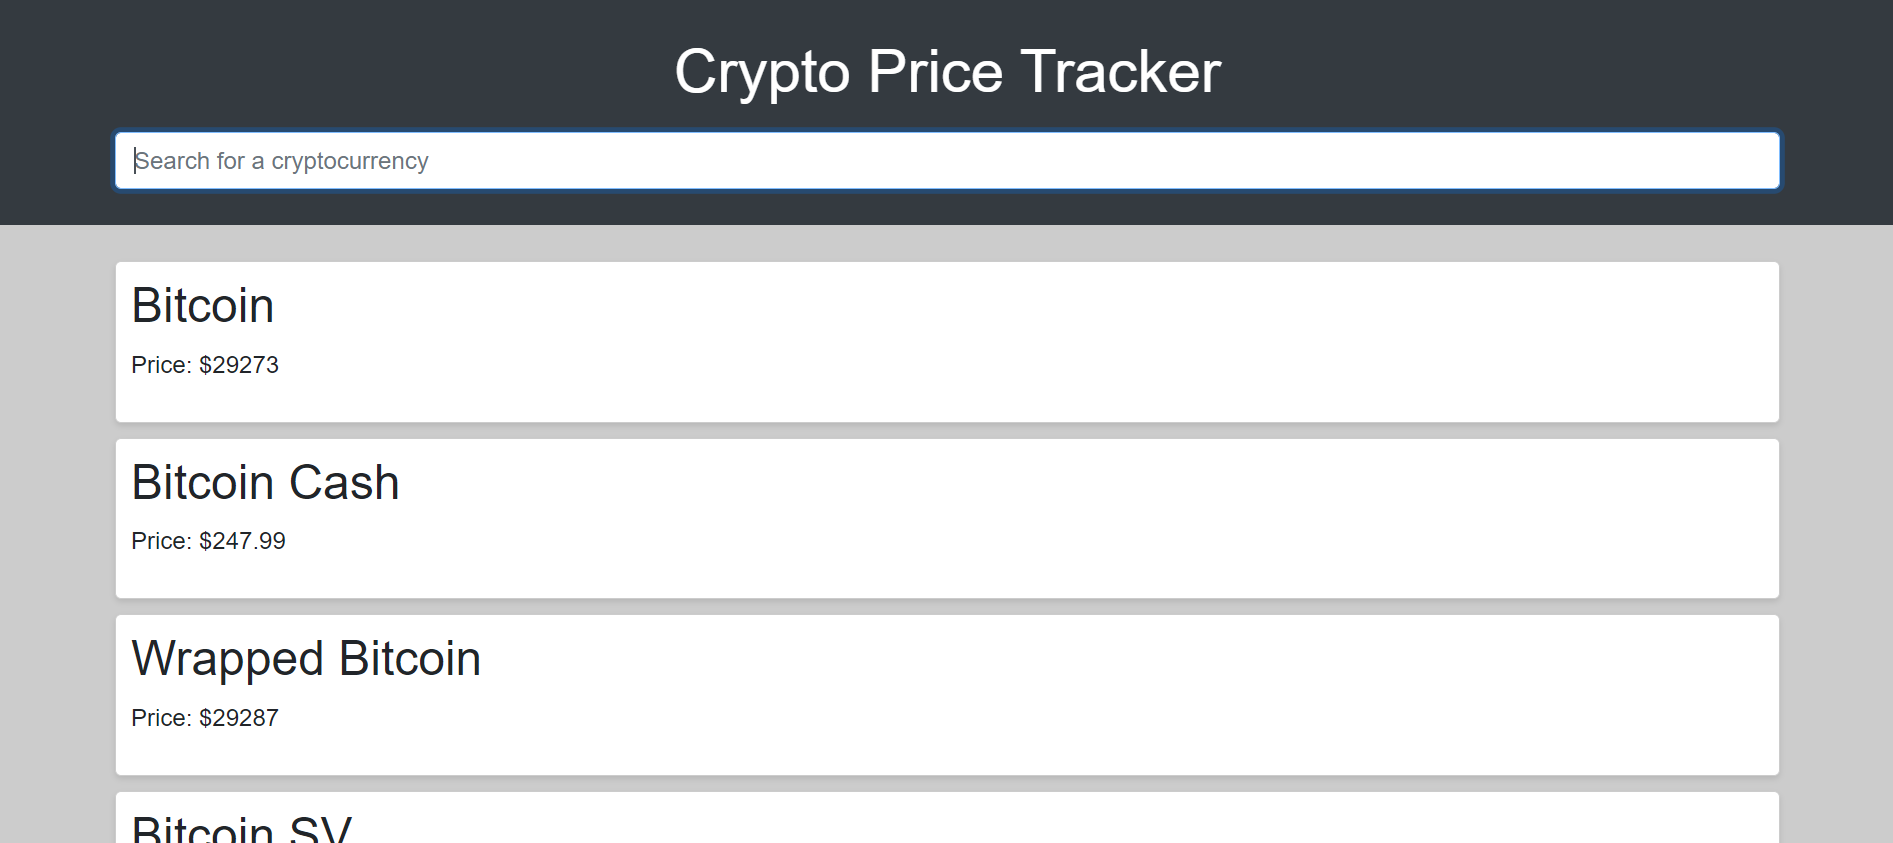 Crypto Price Tracker
Search for a cryptocurrency
Bitcoin
Price: $29273
Bitcoin Cash
Price: $247.99
Wrapped Bitcoin
Price: $29287
Bitcoin SV